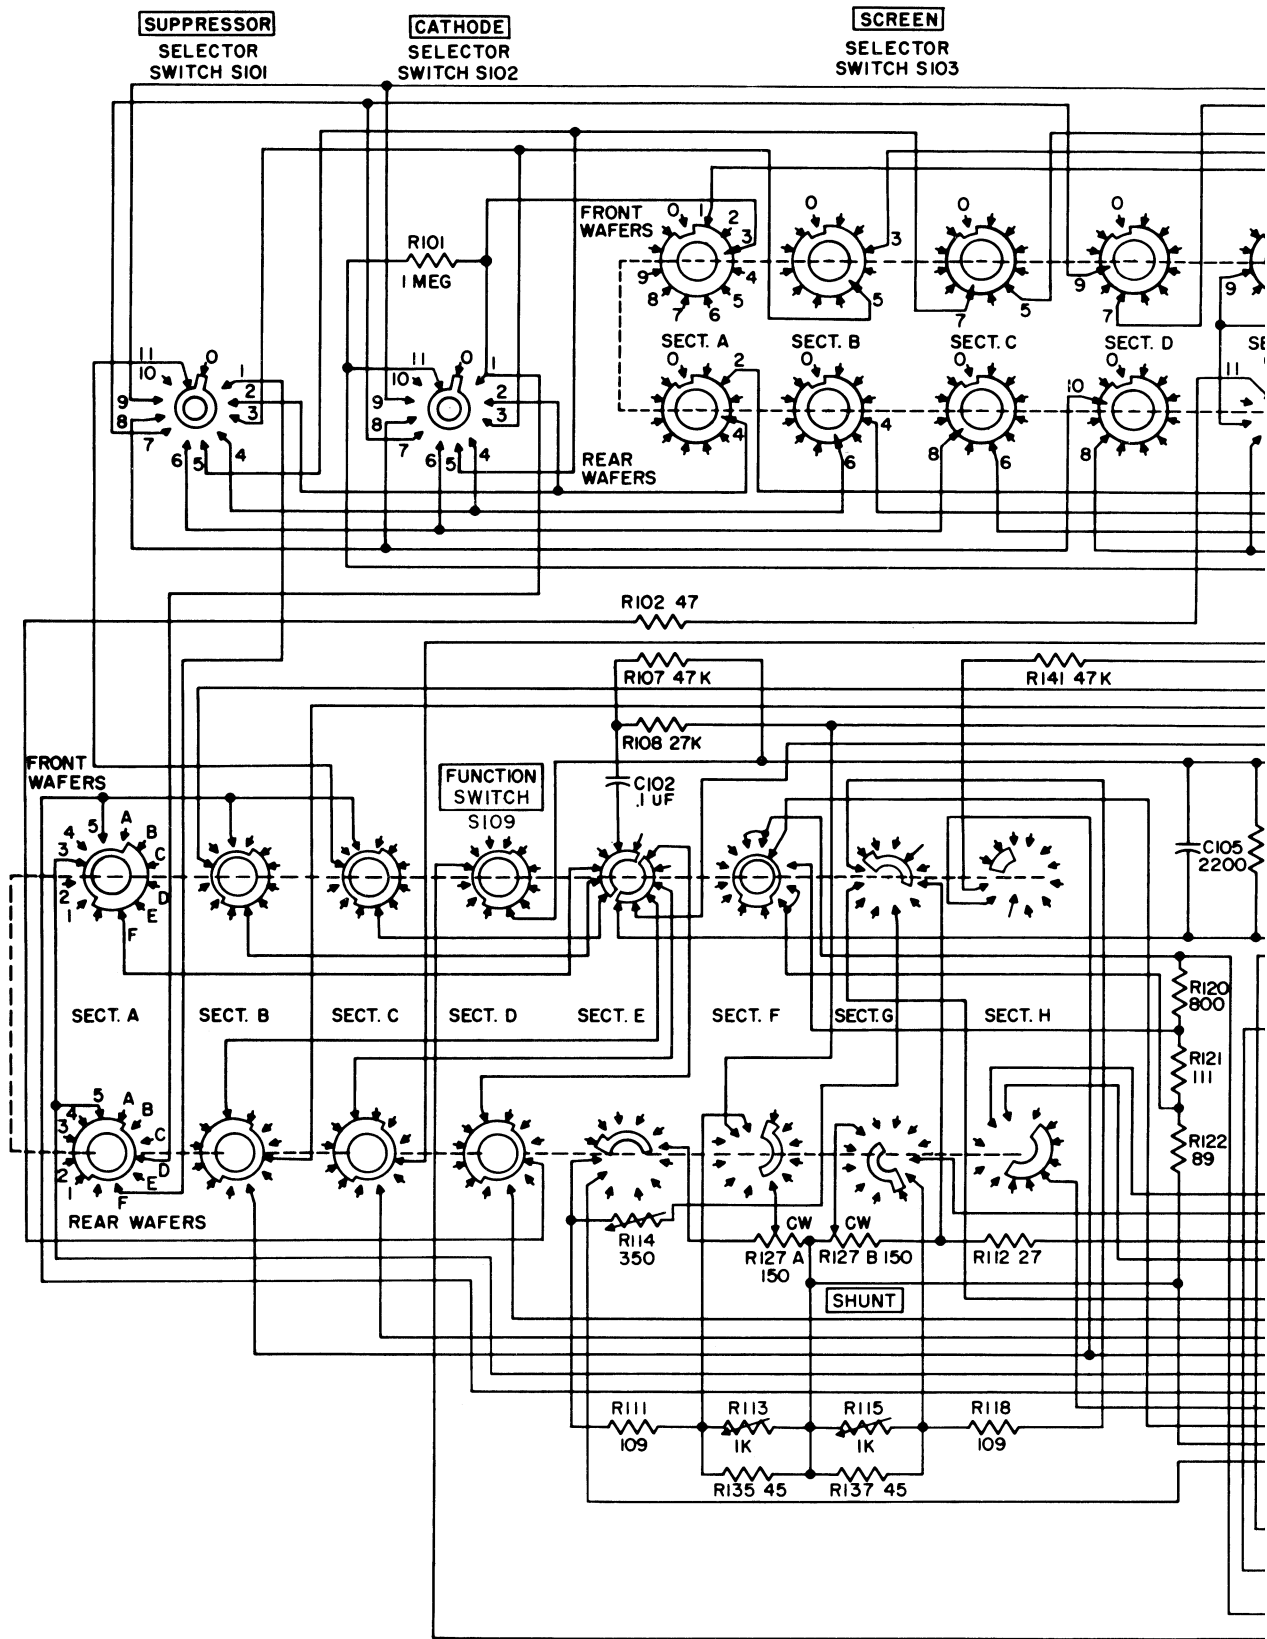 SUPPRESSOR
SELECTOR
SWITCH S101
CATHODE
SELECTOR
SWITCH S102
SCREEN
SELECTOR
SWITCH S103
FRONT
WAFERS
0 1 2 3 4 5 6 7 8 9
0 3 5
0 5 7
0 9 7
9
R101
1 MEG
SECT. A
SECT. B
SECT. C
SECT. D
11 0 1 2 3 4 5 6 7 8 9 10
11 0 1 2 3 4 5 6 7 8 9 10
0 2 4
0 4 6
0 8 6
10 0 8
11
REAR
WAFERS
R102 47
R107 47K
R141 47K
R108 27K
FRONT
WAFERS
FUNCTION
SWITCH
S109
C102
.1 UF
C105
2200
5 A B C D E F 1 2 3 4
R120
800
SECT. A
SECT. B
SECT. C
SECT. D
SECT. E
SECT. F
SECT. G
SECT. H
R121
111
5 A B C D E F 1 2 3 4
R122
89
REAR WAFERS
R114
350
CW
R127 A
150
CW
R127 B 150
R112 27
SHUNT
R111
109
R113
1K
R115
1K
R118
109
R135 45
R137 45